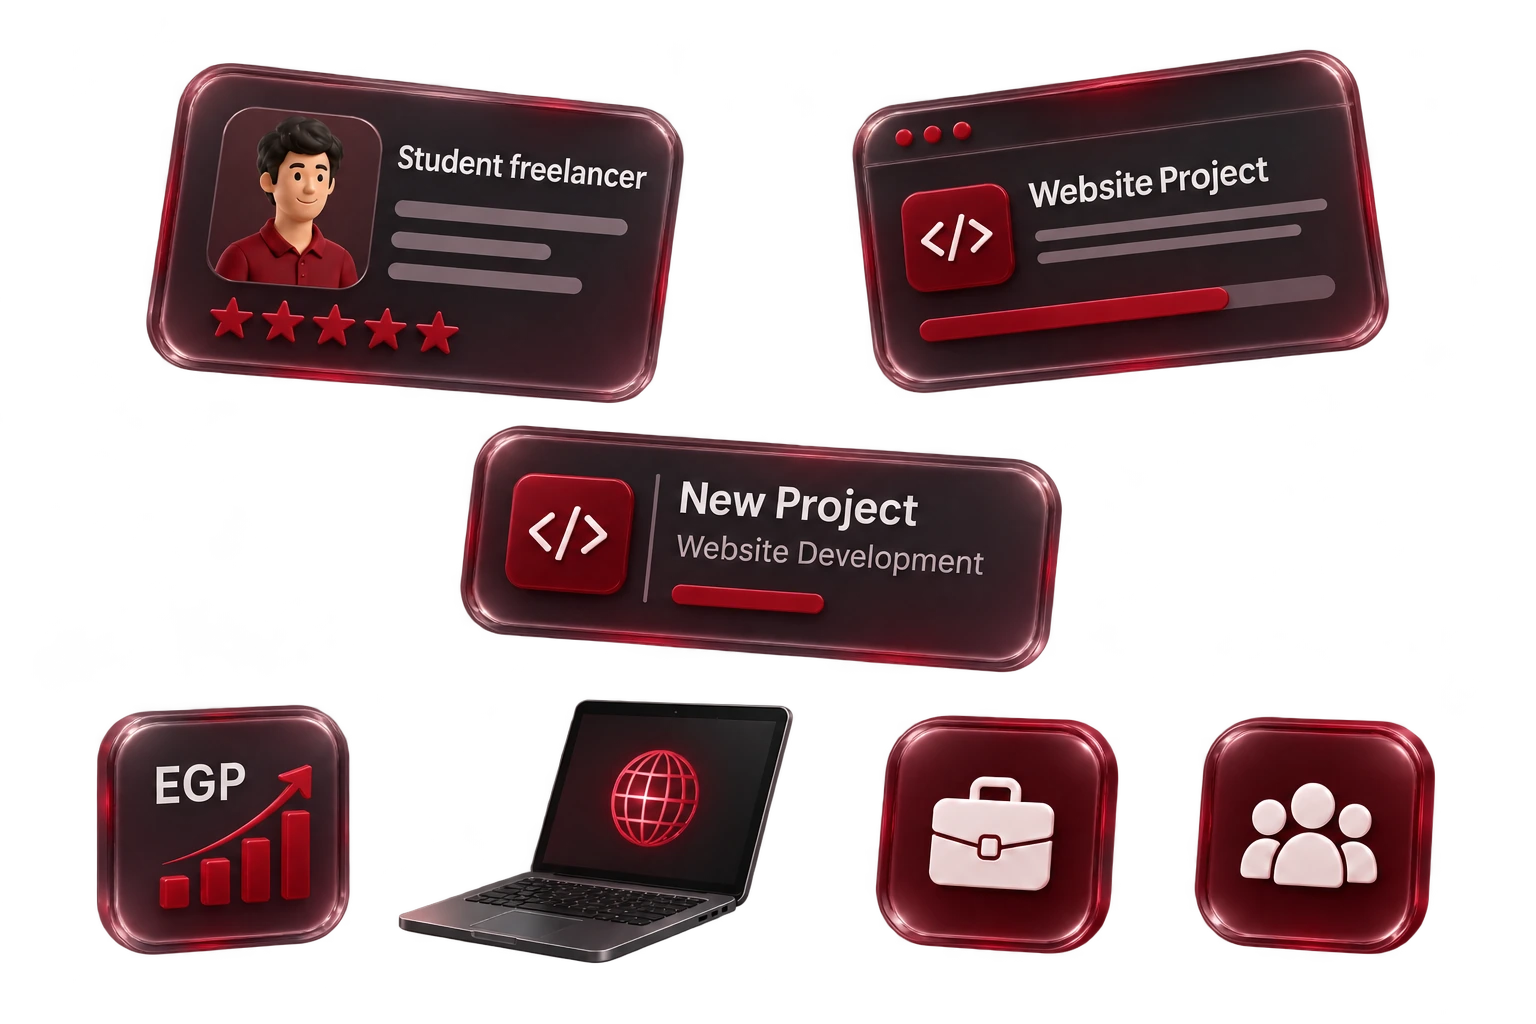 Student freelancer
Website Project
</>
New Project
Website Development
</>
EGP